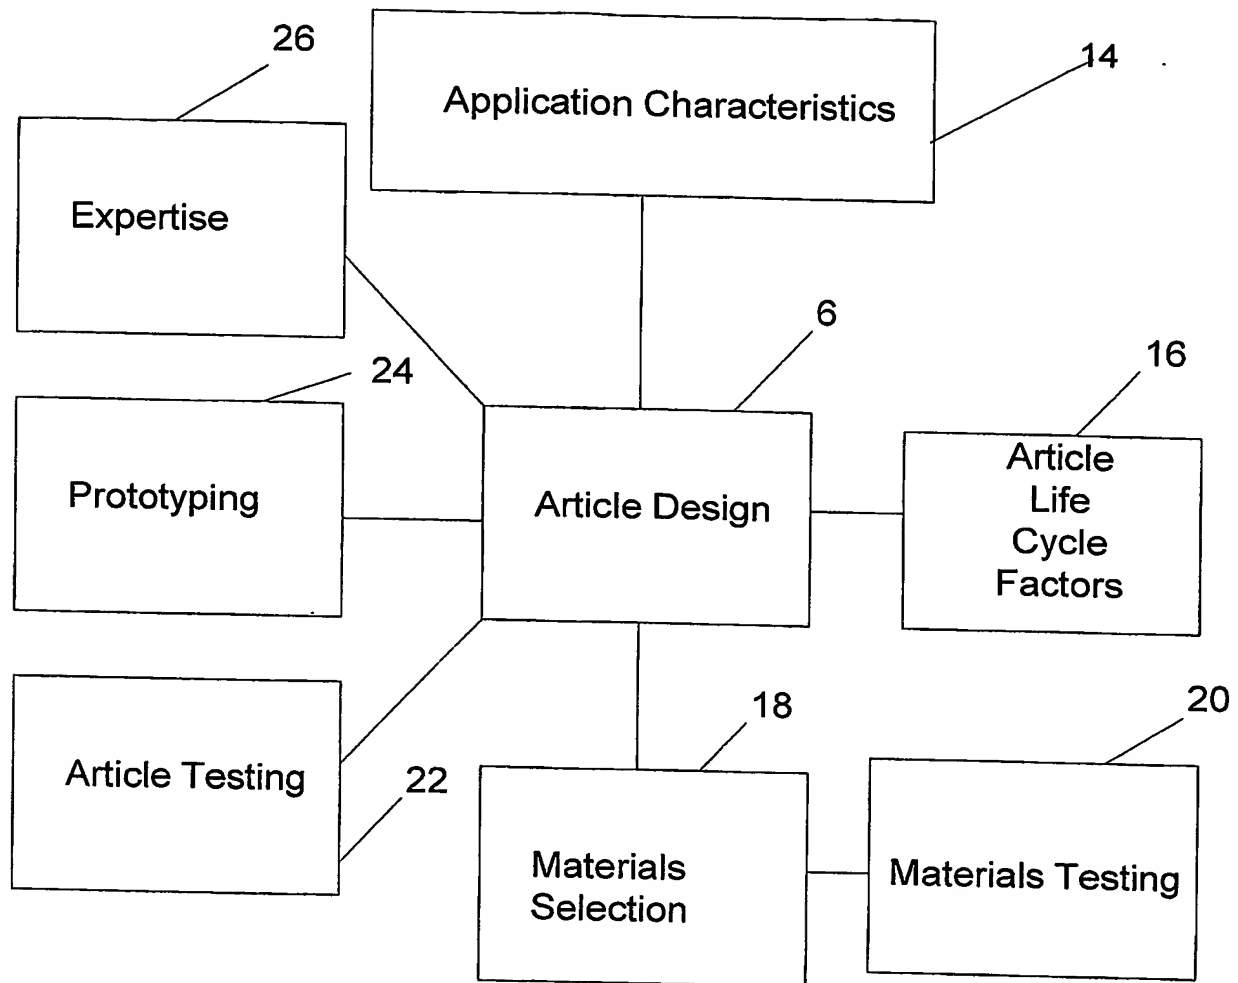 26
14
Application Characteristics
Expertise
6
16
24
Article
Life
Cycle
Factors
Prototyping
Article Design
18
20
Article Testing
22
Materials
Selection
Materials Testing